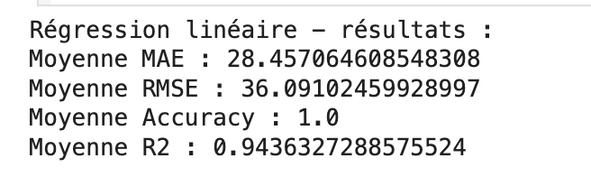 Régression linéaire – résultats :
Moyenne MAE : 28.457064608548308
Moyenne RMSE : 36.09102459928997
Moyenne Accuracy : 1.0
Moyenne R2 : 0.9436327288575524